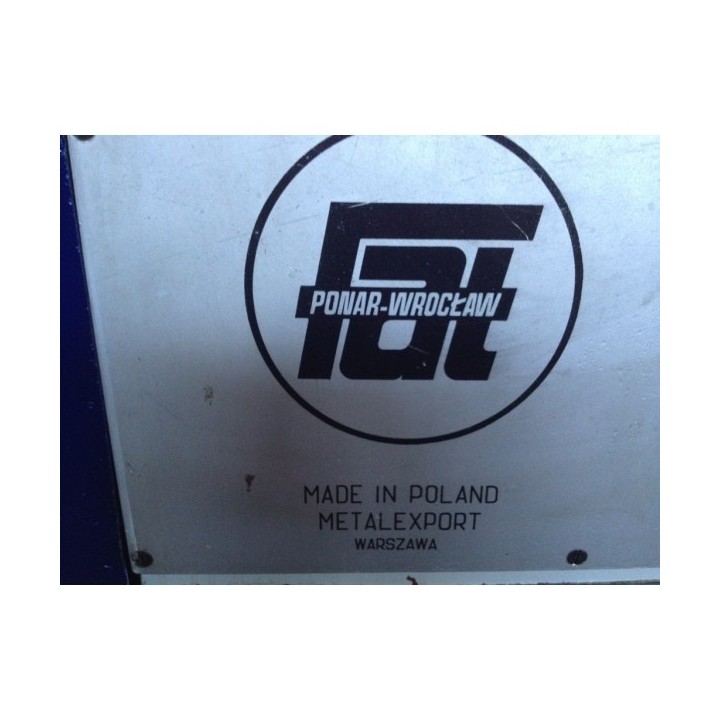 fat
PONAR-WROCŁAW
MADE IN POLAND
METALEXPORT
WARSZAWA